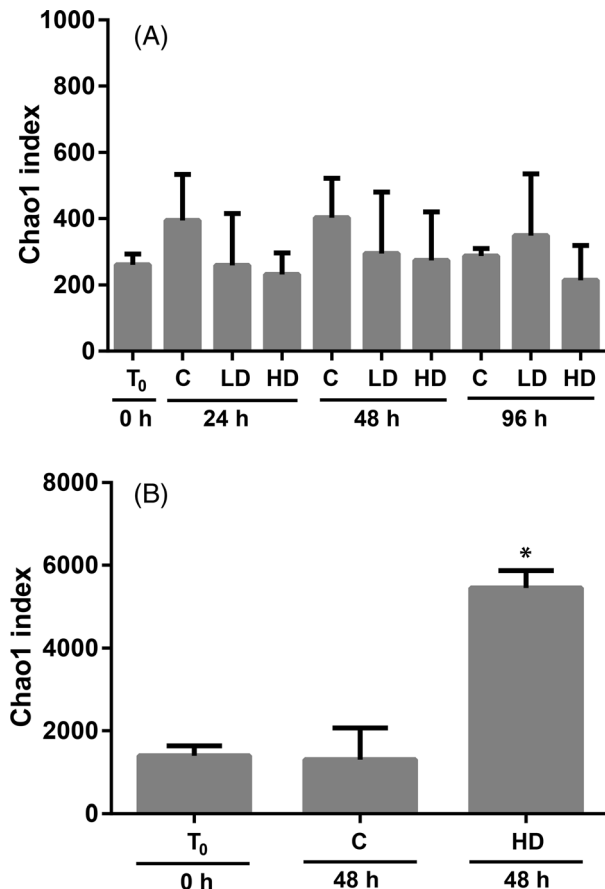 (A)
Chao1 index
1000
800
600
400
200
0
T₀ C LD HD C LD HD C LD HD
0 h 24 h 48 h 96 h
(B)
Chao1 index
8000
6000
4000
2000
0
*
T₀ C HD
0 h 48 h 48 h